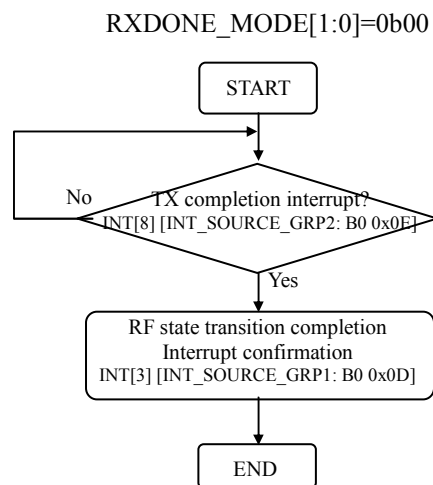 RXDONE_MODE[1:0]=0b00
START
No
TX completion interrupt?
INT[8] [INT_SOURCE_GRP2: B0 0x0E]
Yes
RF state transition completion
Interrupt confirmation
INT[3] [INT_SOURCE_GRP1: B0 0x0D]
END